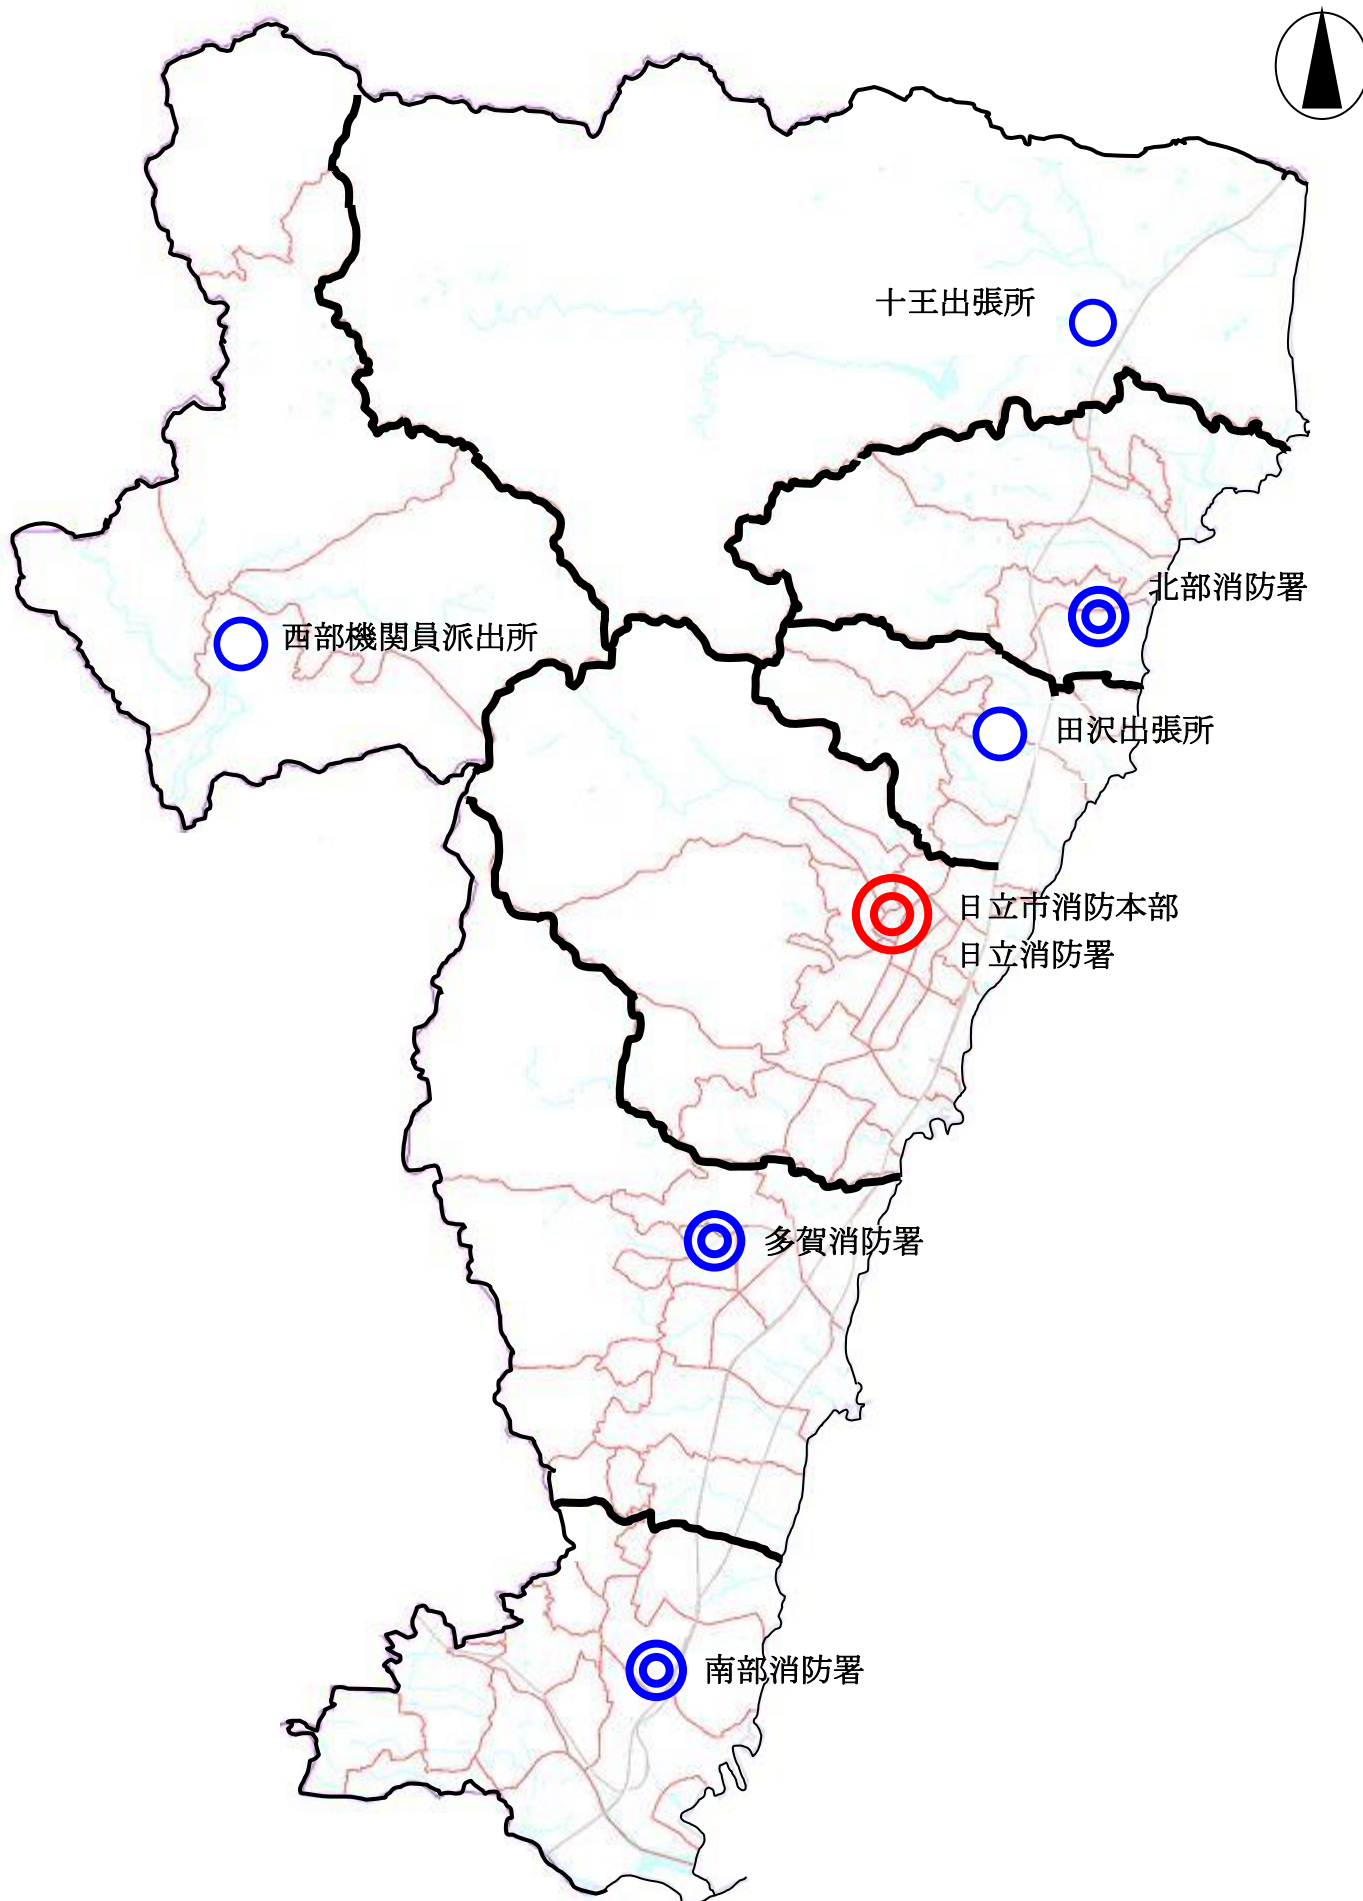 十王出張所
北部消防署
西部機関員派出所
田沢出張所
日立市消防本部
日立消防署
多賀消防署
南部消防署